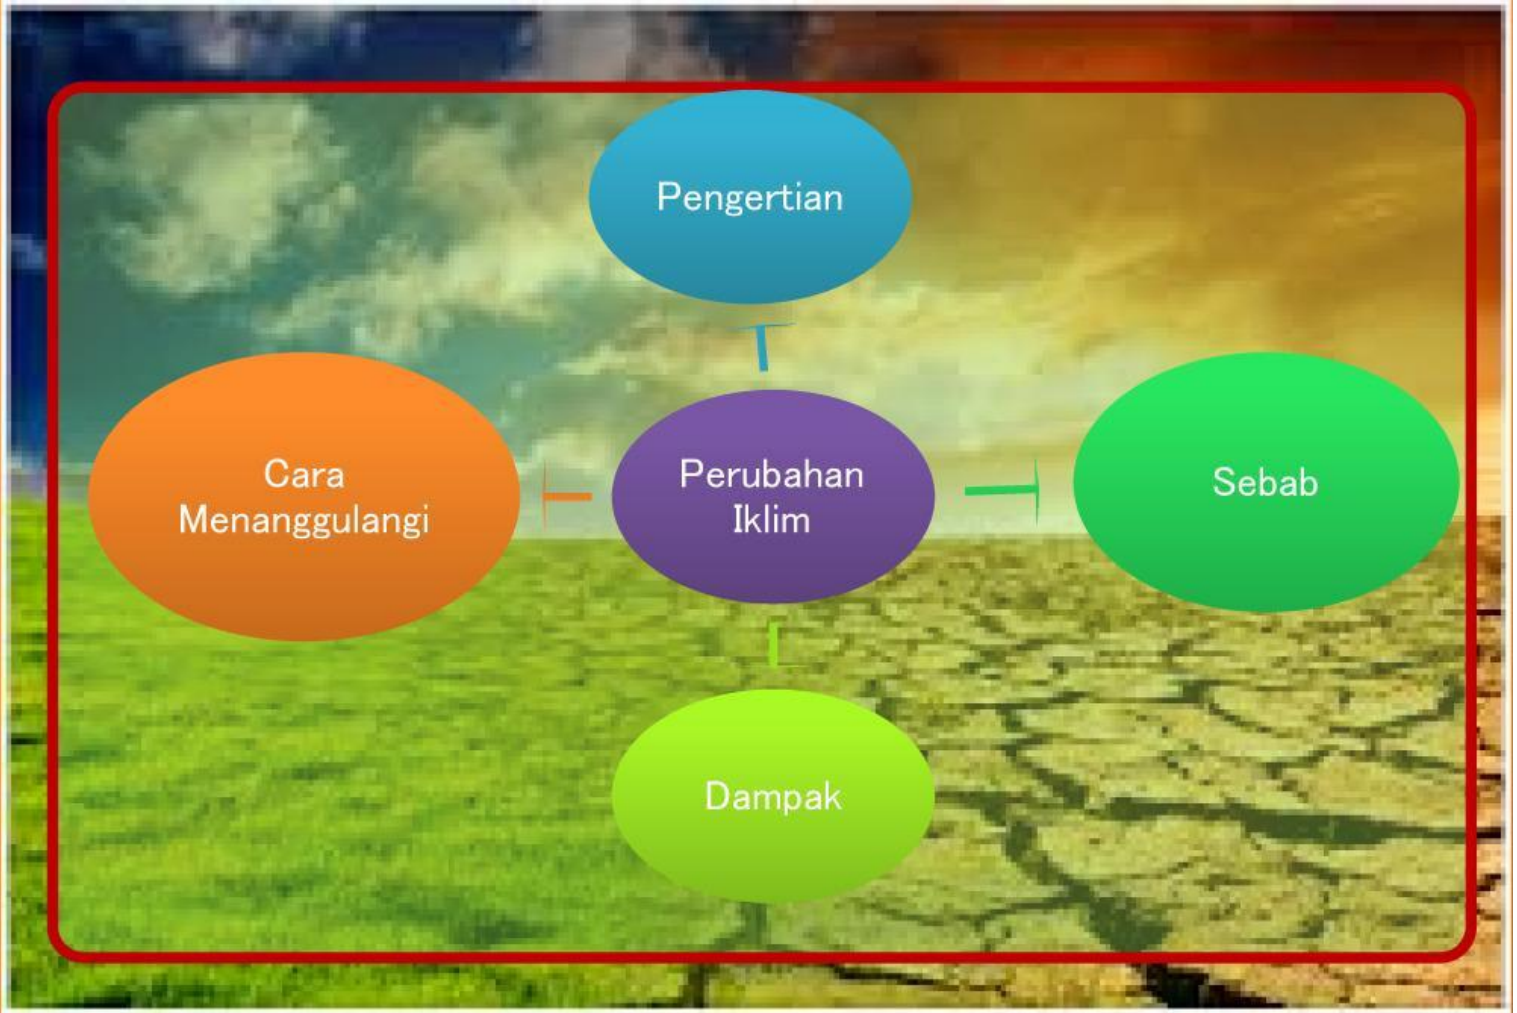 Pengertian
Cara
Menanggulangi
Perubahan
Iklim
Sebab
Dampak